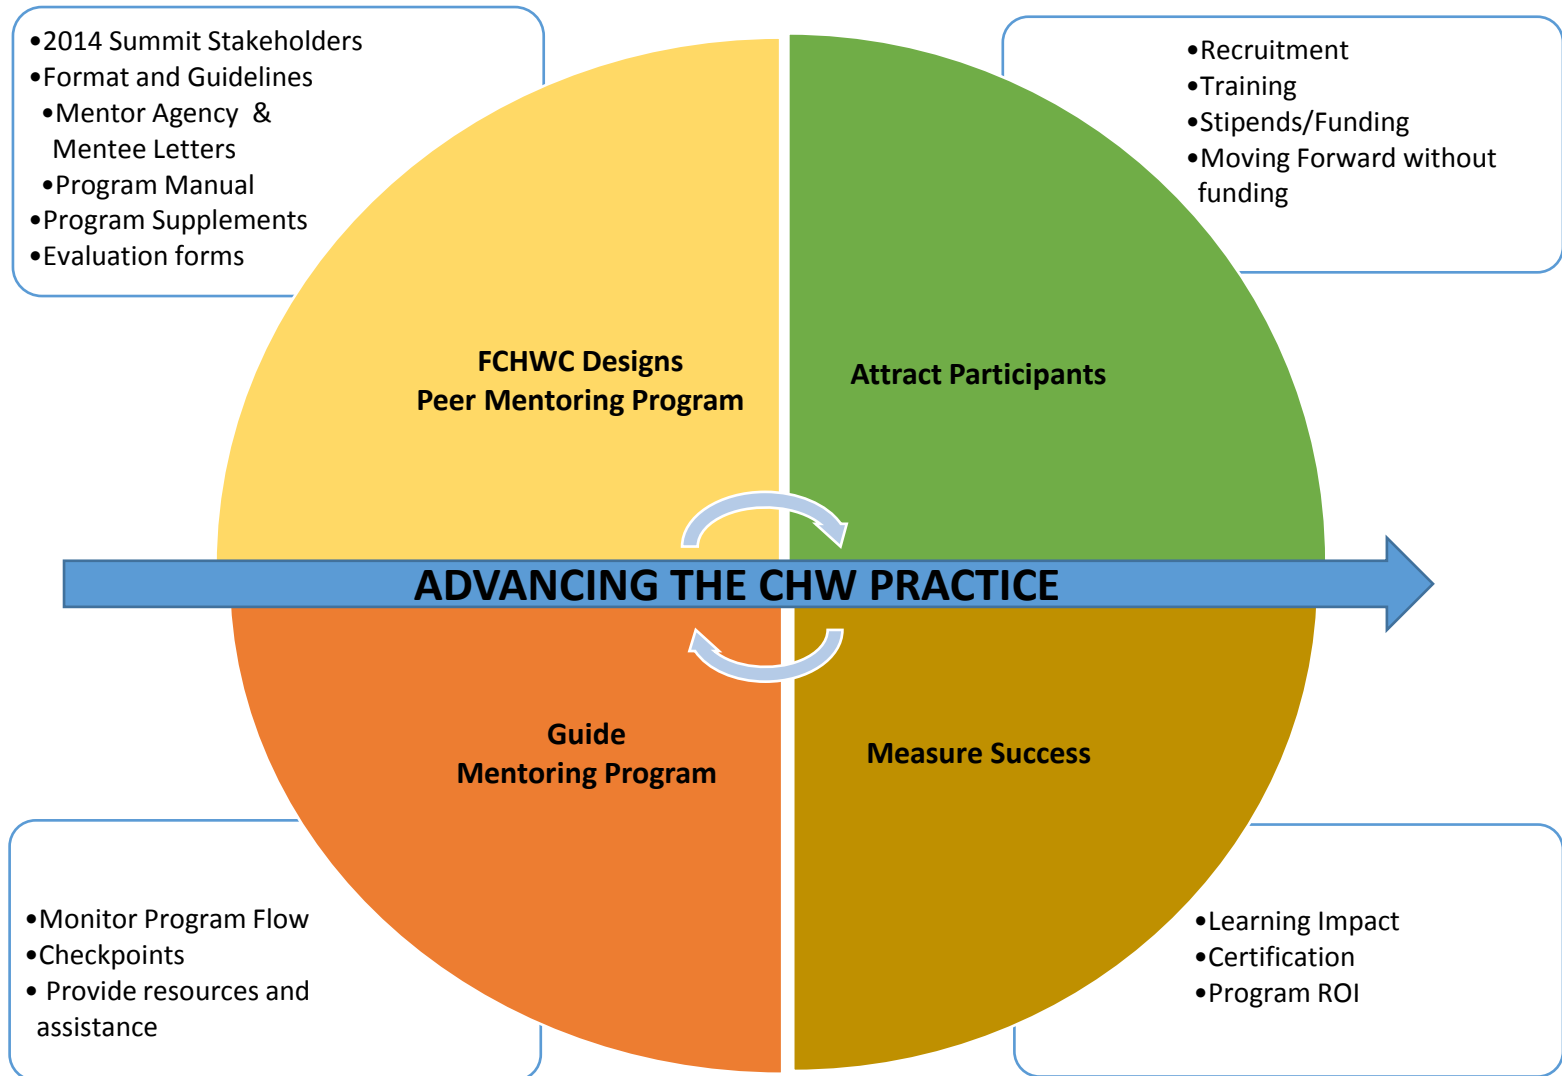 •2014 Summit Stakeholders
•Format and Guidelines
•Mentor Agency &
Mentee Letters
•Program Manual
•Program Supplements
•Evaluation forms
•Recruitment
•Training
•Stipends/Funding
•Moving Forward without
funding
FCHWC Designs
Peer Mentoring Program
Attract Participants
ADVANCING THE CHW PRACTICE
Guide
Mentoring Program
Measure Success
•Monitor Program Flow
•Checkpoints
• Provide resources and
assistance
•Learning Impact
•Certification
•Program ROI